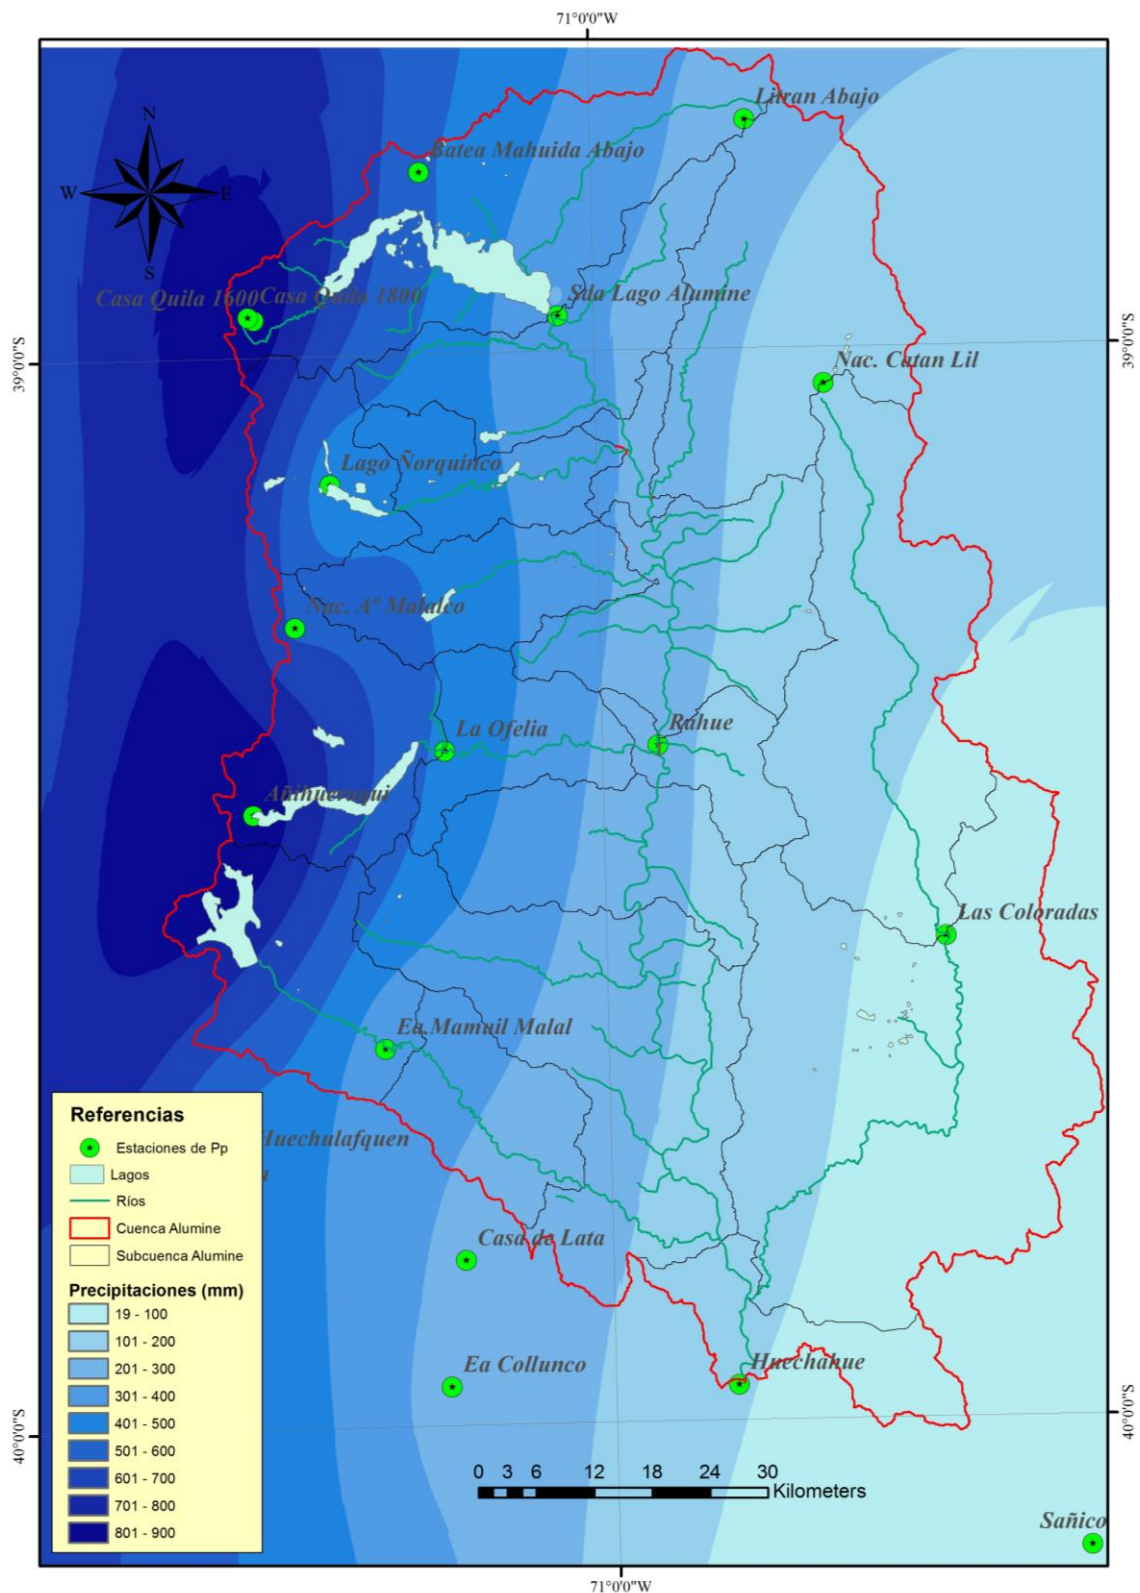 71°0'0"W
Litran Abajo
N
Batea Mahuida Abajo
W
E
S
Casa Quila 1600
Casa Quila 1800
Sda Lago Alumine
39°0'0"S
39°0'0"S
Nac. Catan Lil
Lago Ñorquinco
Nac. Aº Malalco
La Ofelia
Rahue
Añihueraqui
Las Coloradas
Ea.Mamuil Malal
Huechulafquen
a
Casa de Lata
Ea Collunco
Huechahue
40°0'0"S
40°0'0"S
Sañico
Referencias
Estaciones de Pp
Lagos
Ríos
Cuenca Alumine
Subcuenca Alumine
Precipitaciones (mm)
19 - 100
101 - 200
201 - 300
301 - 400
401 - 500
501 - 600
601 - 700
701 - 800
801 - 900
0 3 6 12 18 24 30
Kilometers
71°0'0"W